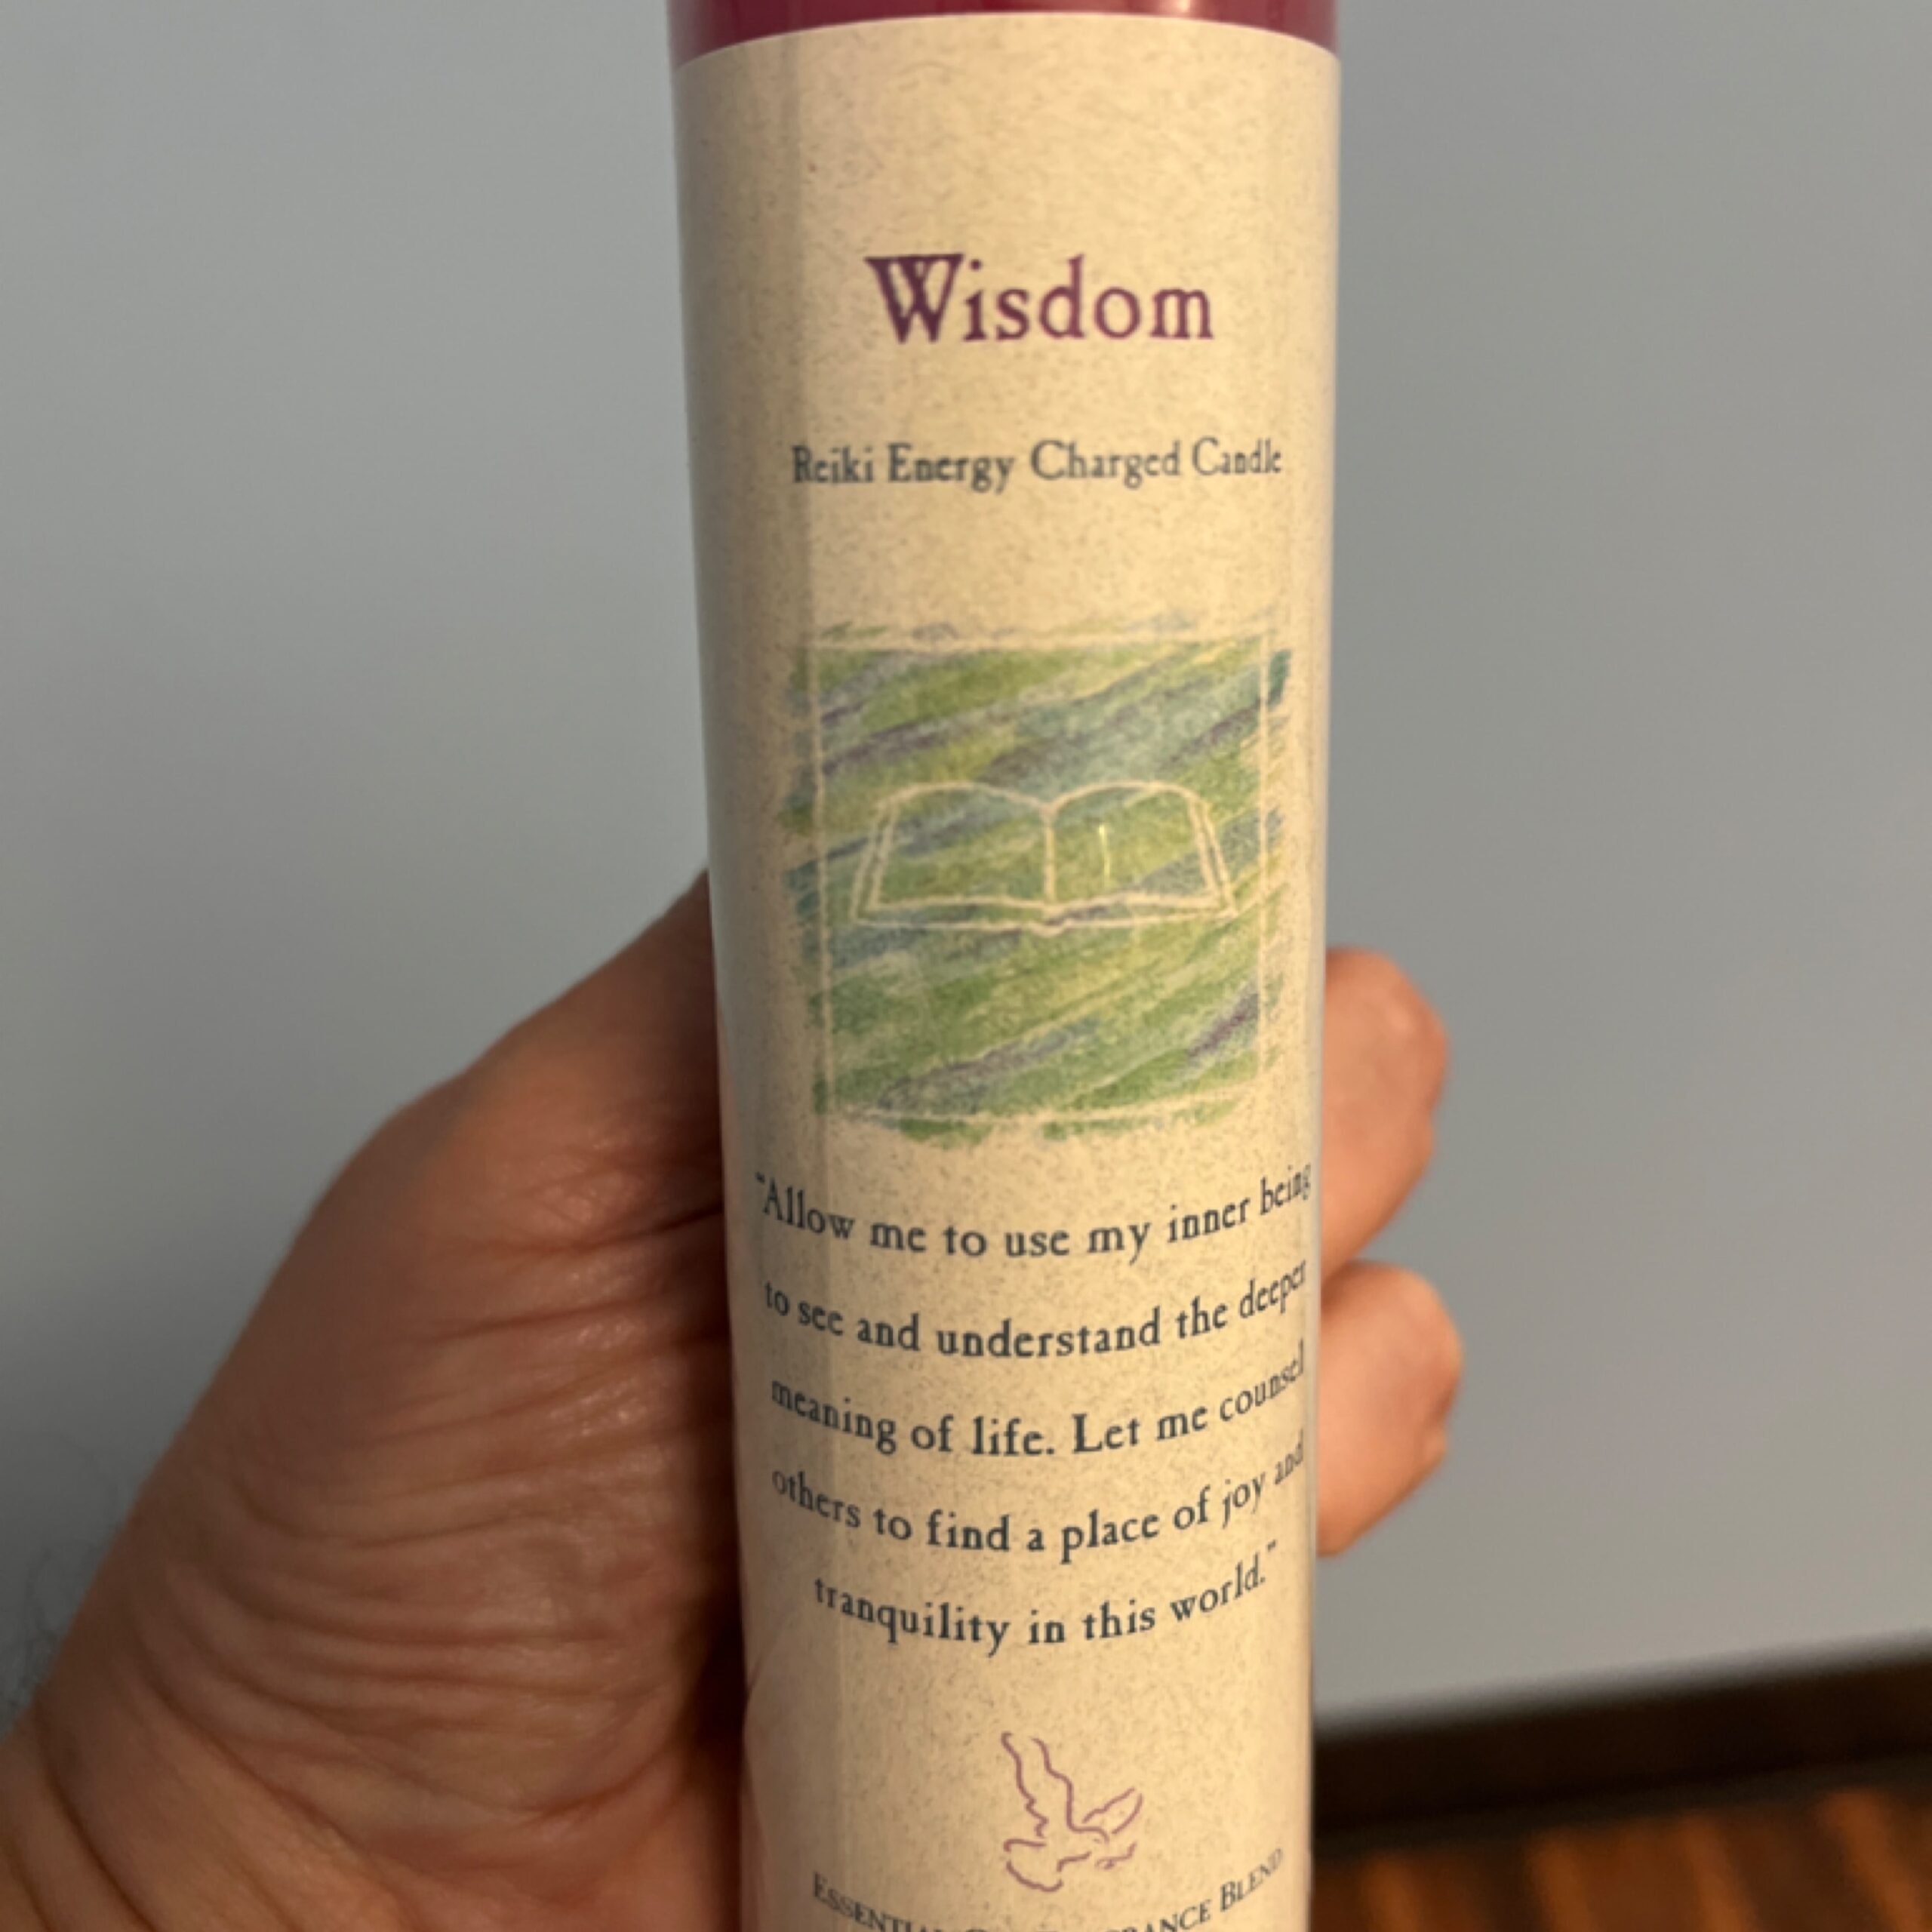 Wisdom
Reiki Energy Charged Candle
"Allow me to use my inner being
to see and understand the deeper
meaning of life. Let me counsel
others to find a place of joy and
tranquility in this world."
BLEND